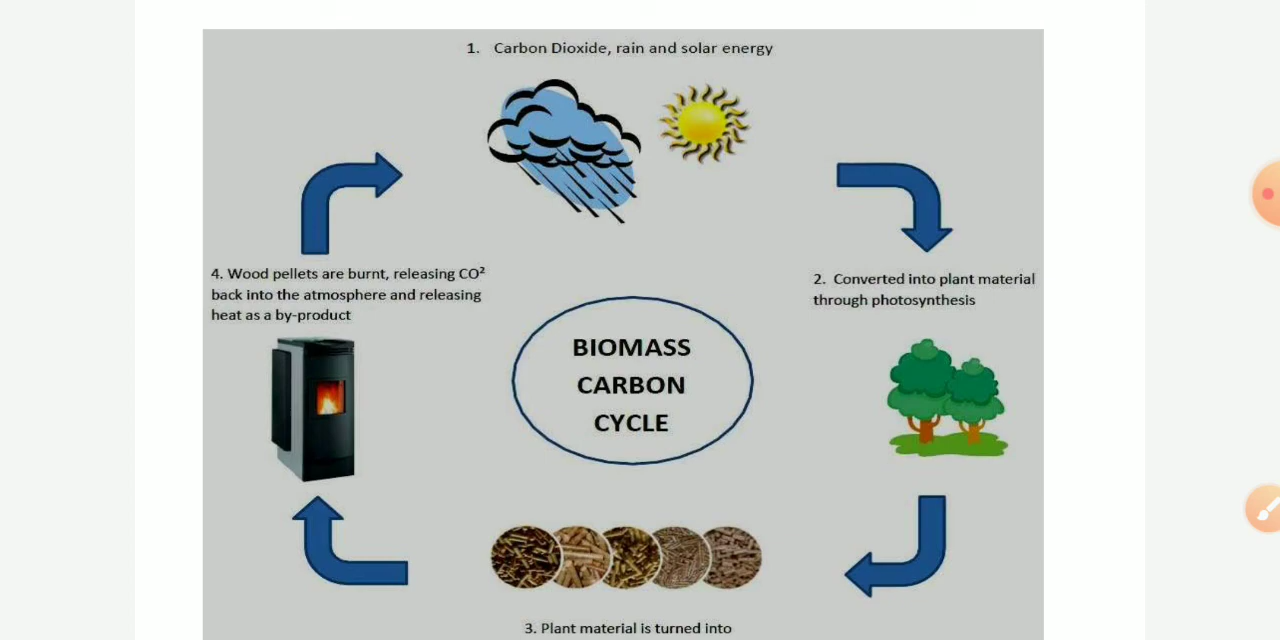 1. Carbon Dioxide, rain and solar energy
2. Converted into plant material
through photosynthesis
3. Plant material is turned into
4. Wood pellets are burnt, releasing CO²
back into the atmosphere and releasing
heat as a by-product
BIOMASS
CARBON
CYCLE